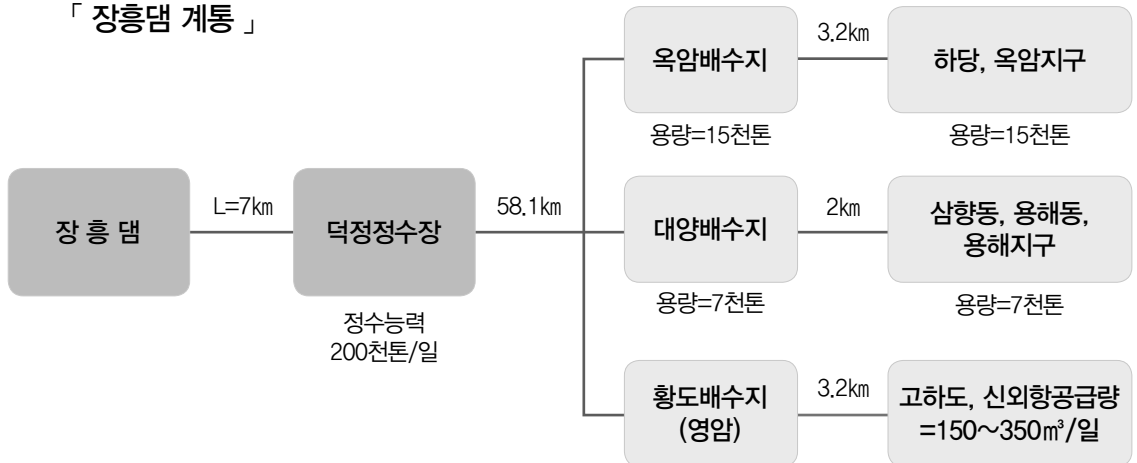 「 장흥댐 계통 」
장 흥 댐
L=7㎞
덕정정수장
정수능력
200천톤/일
58.1㎞
옥암배수지
용량=15천톤
3.2㎞
하당, 옥암지구
용량=15천톤
대양배수지
용량=7천톤
2㎞
삼향동, 용해동,
용해지구
용량=7천톤
황도배수지
(영암)
3.2㎞
고하도, 신외항공급량
=150～350㎥/일